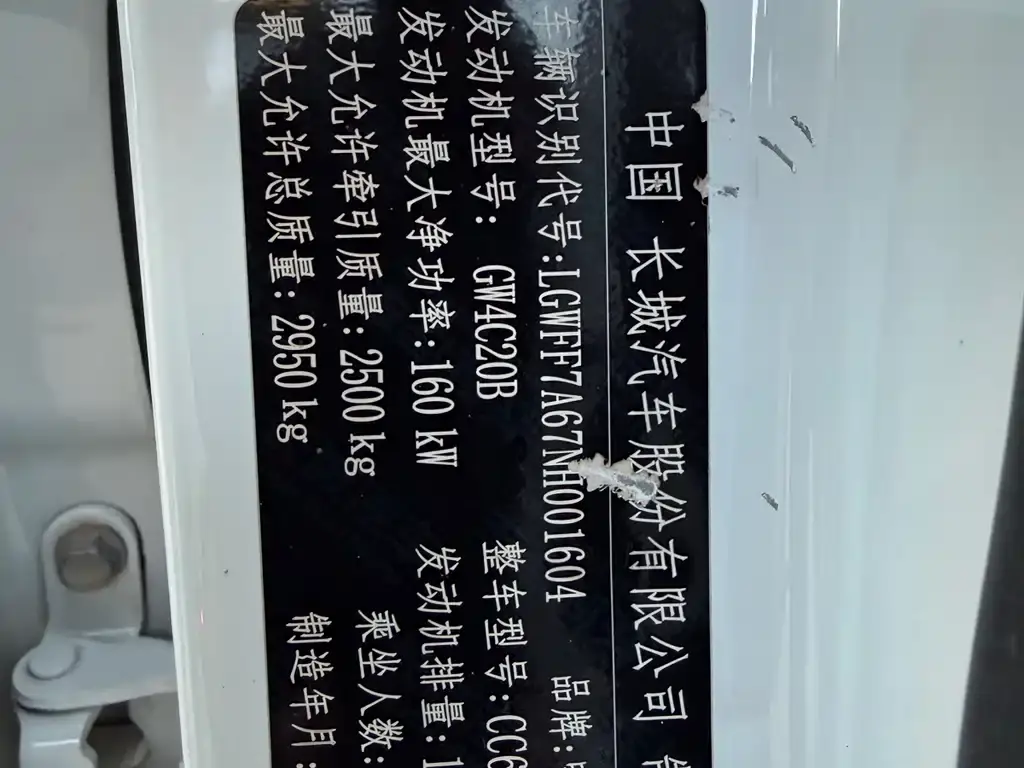 中国 长城汽车股份有限公司
车辆识别代号:LGWFF7A67NH001604 品牌:
发动机型号: GW4C20B 整车型号:CC6
发动机最大净功率:160 kW 发动机排量:1
最大允许牵引质量: 2500 kg 乘坐人数:
最大允许总质量: 2950 kg 制造年月: